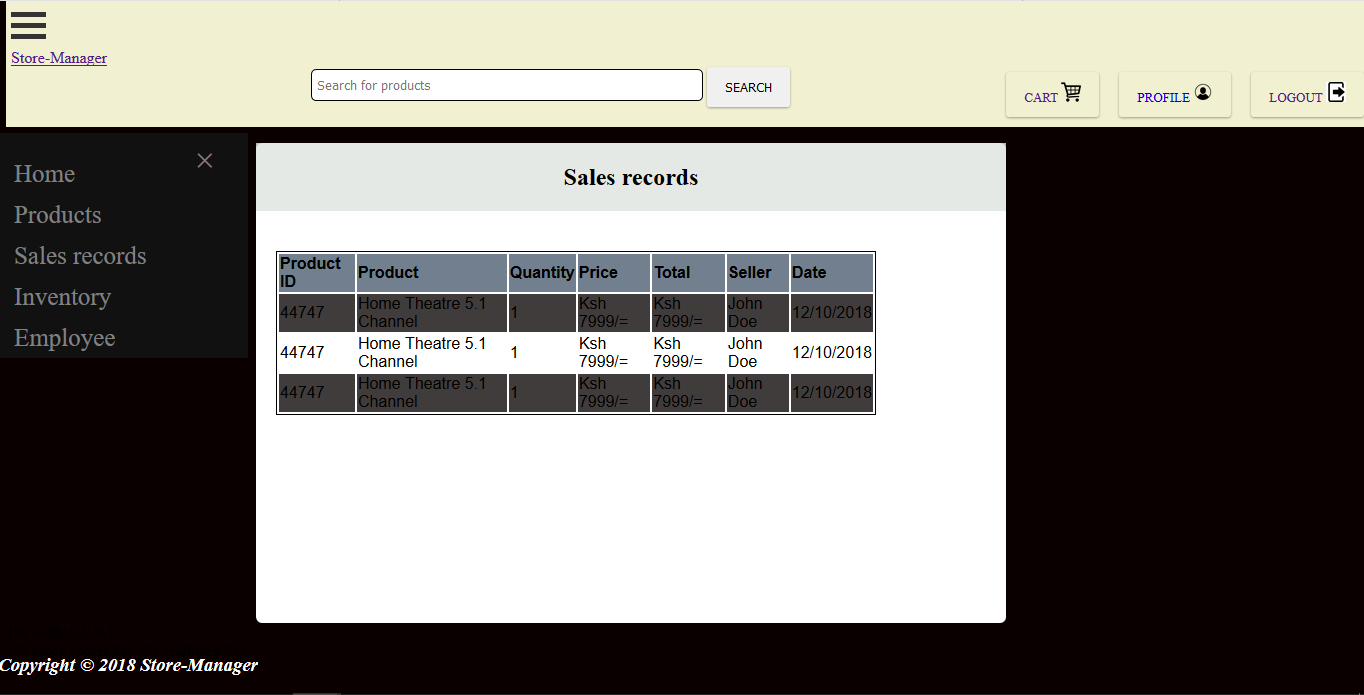 Store-Manager
Search for products
SEARCH
CART
PROFILE
LOGOUT
Home
Products
Sales records
Inventory
Employee
Sales records
Product ID Product Quantity Price Total Seller Date
44747 Home Theatre 5.1 Channel 1 Ksh 7999/= Ksh 7999/= John Doe 12/10/2018
44747 Home Theatre 5.1 Channel 1 Ksh 7999/= Ksh 7999/= John Doe 12/10/2018
44747 Home Theatre 5.1 Channel 1 Ksh 7999/= Ksh 7999/= John Doe 12/10/2018
Copyright © 2018 Store-Manager